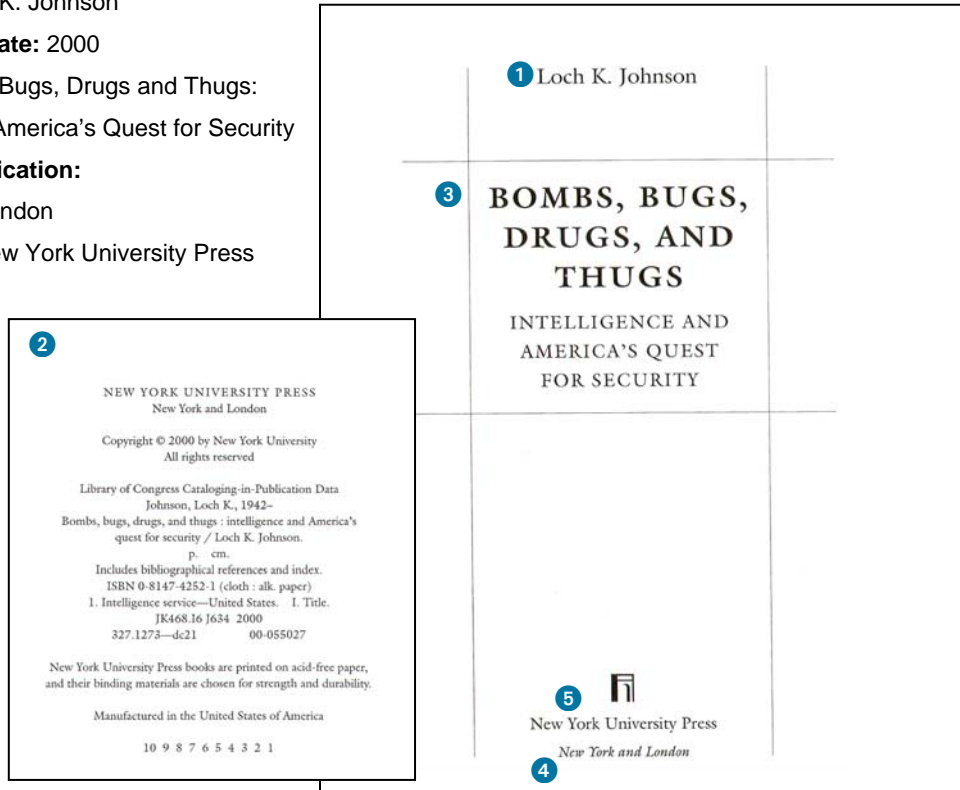 K. Johnson
ate: 2000
Bugs, Drugs and Thugs:
America's Quest for Security
ication:
ndon
w York University Press
1 Loch K. Johnson
3 BOMBS, BUGS,
DRUGS, AND
THUGS
INTELLIGENCE AND
AMERICA'S QUEST
FOR SECURITY
5
New York University Press
New York and London
4
2
NEW YORK UNIVERSITY PRESS
New York and London
Copyright © 2000 by New York University
All rights reserved
Library of Congress Cataloging-in-Publication Data
Johnson, Loch K., 1942–
Bombs, bugs, drugs, and thugs : intelligence and America's
quest for security / Loch K. Johnson.
p. cm.
Includes bibliographical references and index.
ISBN 0-8147-4252-1 (cloth : alk. paper)
1. Intelligence service—United States. I. Title.
JK468.I6 J634 2000
327.1273—dc21 00-055027
New York University Press books are printed on acid-free paper,
and their binding materials are chosen for strength and durability.
Manufactured in the United States of America
10 9 8 7 6 5 4 3 2 1